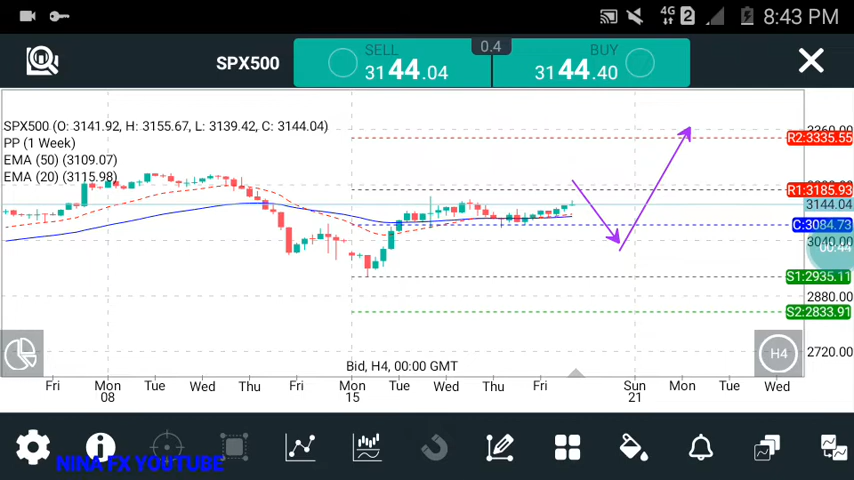 4G 2 8:43 PM
SPX500
SELL
3144.04
0.4
BUY
3144.40
SPX500 (O: 3141.92, H: 3155.67, L: 3139.42, C: 3144.04)
PP (1 Week)
EMA (50) (3109.07)
EMA (20) (3115.98)
R2:3335.55
R1:3185.93
3144.04
C:3084.73
3040.00
00:44
S1:2935.11
2880.00
S2:2833.91
2720.00
Bid, H4, 00:00 GMT
H4
Fri Mon Tue Wed Thu Fri Mon Tue Wed Thu Fri Sun Mon Tue Wed
08 15 21
NINA FX YOUTUBE